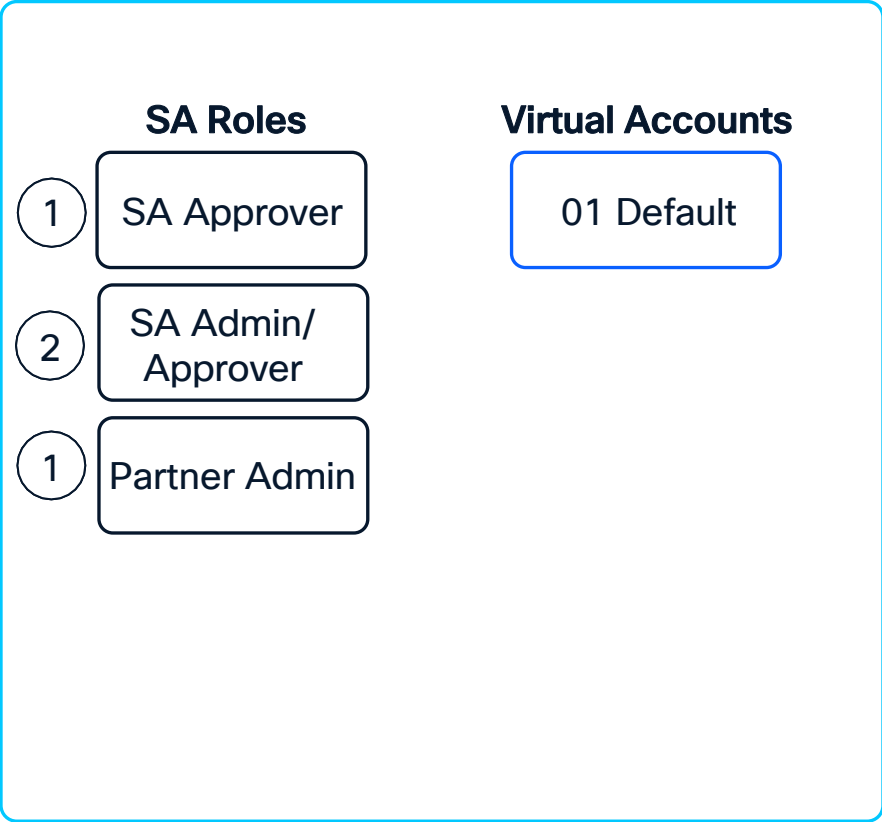 SA Roles
Virtual Accounts
1
SA Approver
01 Default
2
SA Admin/
Approver
1
Partner Admin